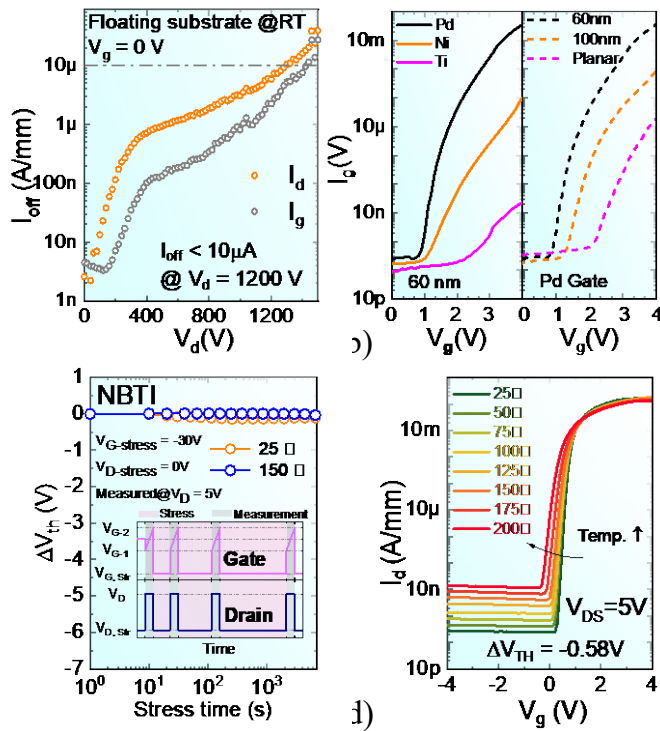 Floating substrate @RT
V_g = 0 V
10μ
1μ
100n
10n
1n
I_off (A/mm)
I_d
I_g
I_off < 10μA
@ V_d = 1200 V
0 400 800 1200
V_d(V)
Pd
Ni
Ti
60nm
100nm
Planar
10m
10μ
10n
10p
I_g(V)
60 nm
Pd Gate
0 1 2 3
0 1 2 3 4
V_g(V)
V_g(V)
)
NBTI
1
0
-1
-2
-3
-4
-5
-6
-7
ΔV_th (V)
V_G-stress = -30V
V_D-stress = 0V
Measured@V_D = 5V
25 □
150 □
Stress
Measurement
V_G-2
V_G-1
V_G, Str
Gate
V_D
V_D, Str
Drain
Time
10^0 10^1 10^2 10^3
Stress time (s)
25□
50□
75□
100□
125□
150□
175□
200□
10m
10μ
10n
10p
I_d (A/mm)
Temp. ↑
V_DS=5V
ΔV_TH = -0.58V
-4 -2 0 2 4
V_g (V)
)